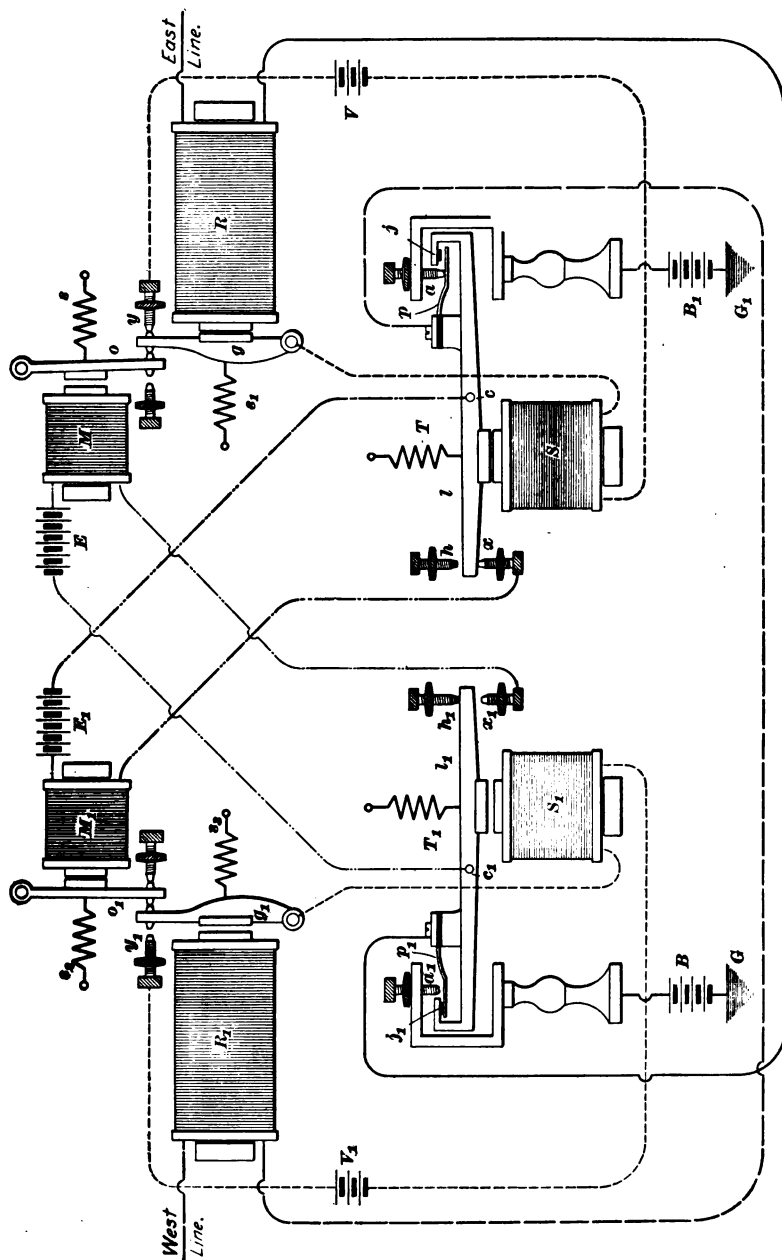 East
Line.
V
R
y
s
o
g
s₁
M
E
E₁
M₁
o₁
s₂
s₃
g₁
y₁
R₁
West
Line.
V₁
j
a
p
c
T
l
S
h
x
B₁
G₁
h₁
x₁
l₁
T₁
c₁
S₁
p₁
a₁
j₁
B
G